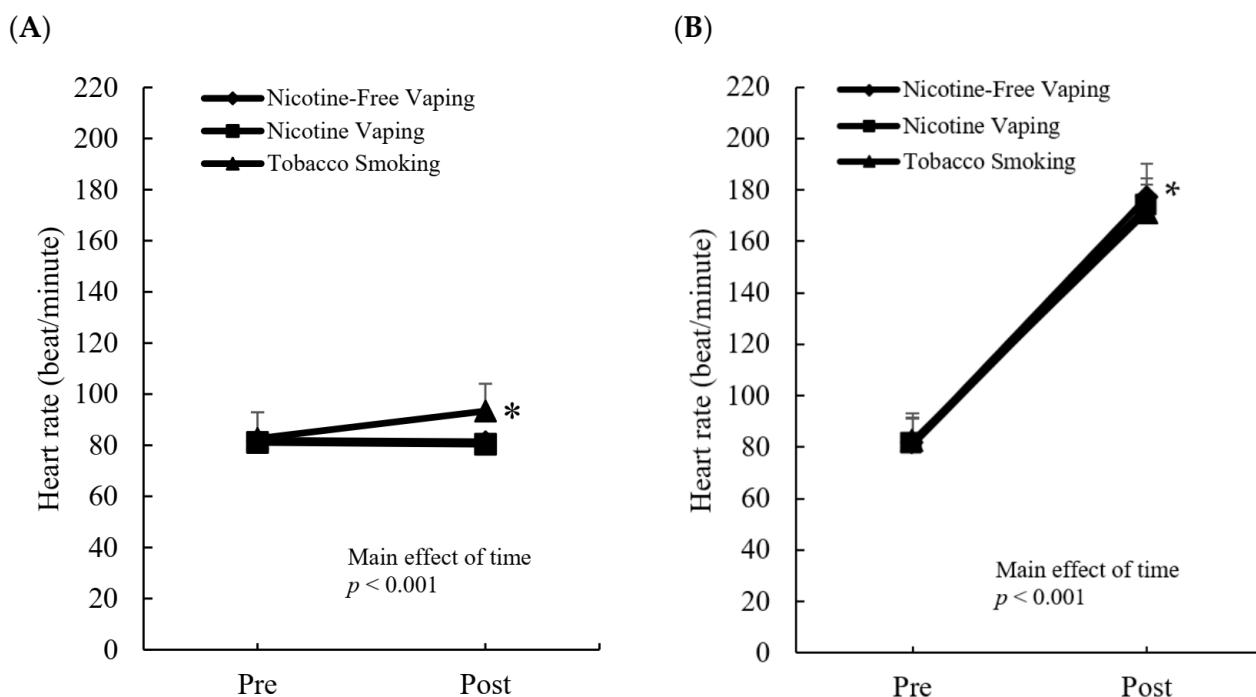 (A)
220
200
180
160
140
120
100
80
60
40
20
0
Heart rate (beat/minute)
Nicotine-Free Vaping
Nicotine Vaping
Tobacco Smoking
*
Main effect of time
p < 0.001
Pre Post
(B)
220
200
180
160
140
120
100
80
60
40
20
0
Heart rate (beat/minute)
Nicotine-Free Vaping
Nicotine Vaping
Tobacco Smoking
*
Main effect of time
p < 0.001
Pre Post